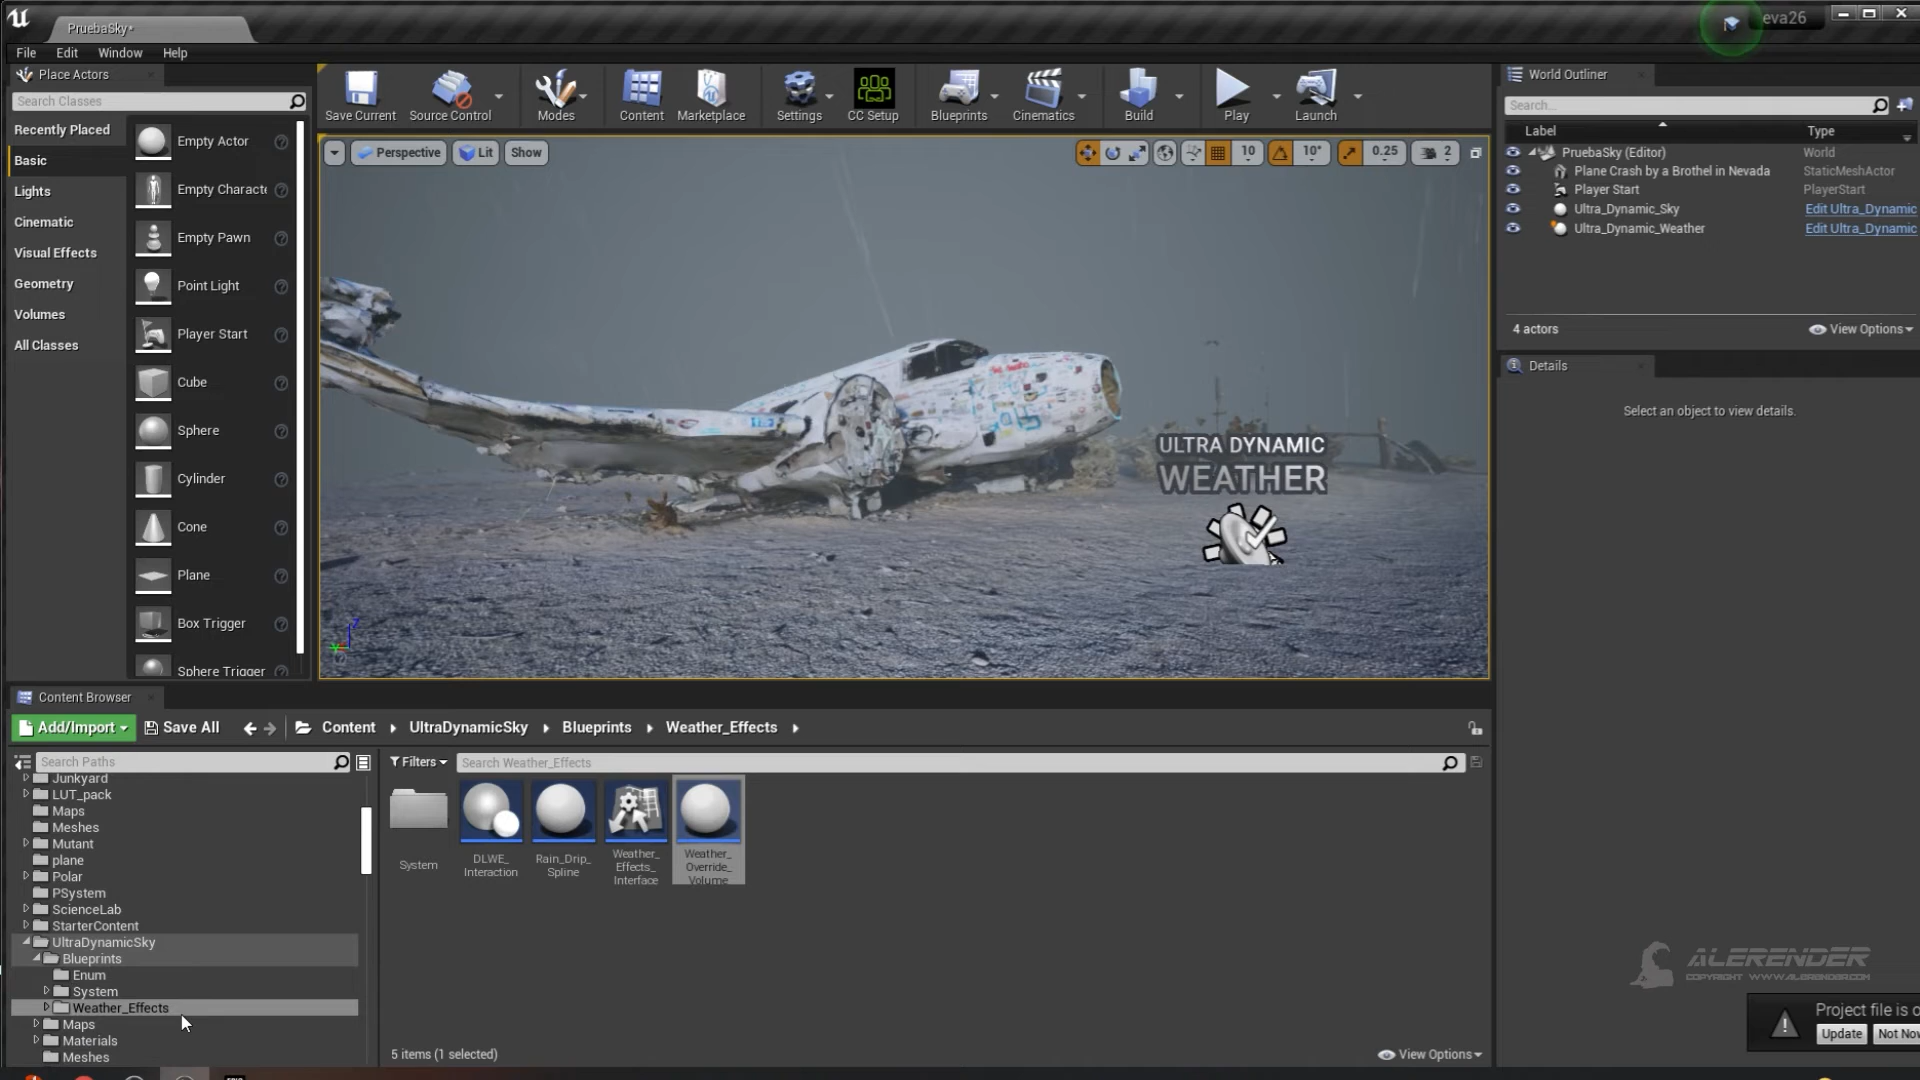 PruebaSky*
eva26
File Edit Window Help
Place Actors
Search Classes
Recently Placed
Basic
Lights
Cinematic
Visual Effects
Geometry
Volumes
All Classes
Empty Actor
Empty Characte
Empty Pawn
Point Light
Player Start
Cube
Sphere
Cylinder
Cone
Plane
Box Trigger
Sphere Trigger
Save Current
Source Control
Modes
Content
Marketplace
Settings
CC Setup
Blueprints
Cinematics
Build
Play
Launch
Perspective
Lit
Show
10
10°
0.25
2
ULTRA DYNAMIC
WEATHER
World Outliner
Search...
Label Type
PruebaSky (Editor) World
Plane Crash by a Brothel in Nevada StaticMeshActor
Player Start PlayerStart
Ultra_Dynamic_Sky Edit Ultra_Dynamic
Ultra_Dynamic_Weather Edit Ultra_Dynamic
4 actors
View Options
Details
Select an object to view details.
Content Browser
Add/Import
Save All
Content
UltraDynamicSky
Blueprints
Weather_Effects
Search Paths
Junkyard
LUT_pack
Maps
Meshes
Mutant
plane
Polar
PSystem
ScienceLab
StarterContent
UltraDynamicSky
Blueprints
Enum
System
Weather_Effects
Maps
Materials
Meshes
Filters
Search Weather_Effects
System
DLWE_
Interaction
Rain_Drip_
Spline
Weather_
Effects_
Interface
Weather_
Override_
Volume
5 items (1 selected)
View Options
ALERENDER
COPYRIGHT WWW.ALERENDER.COM
Project file is o
Update
Not Now